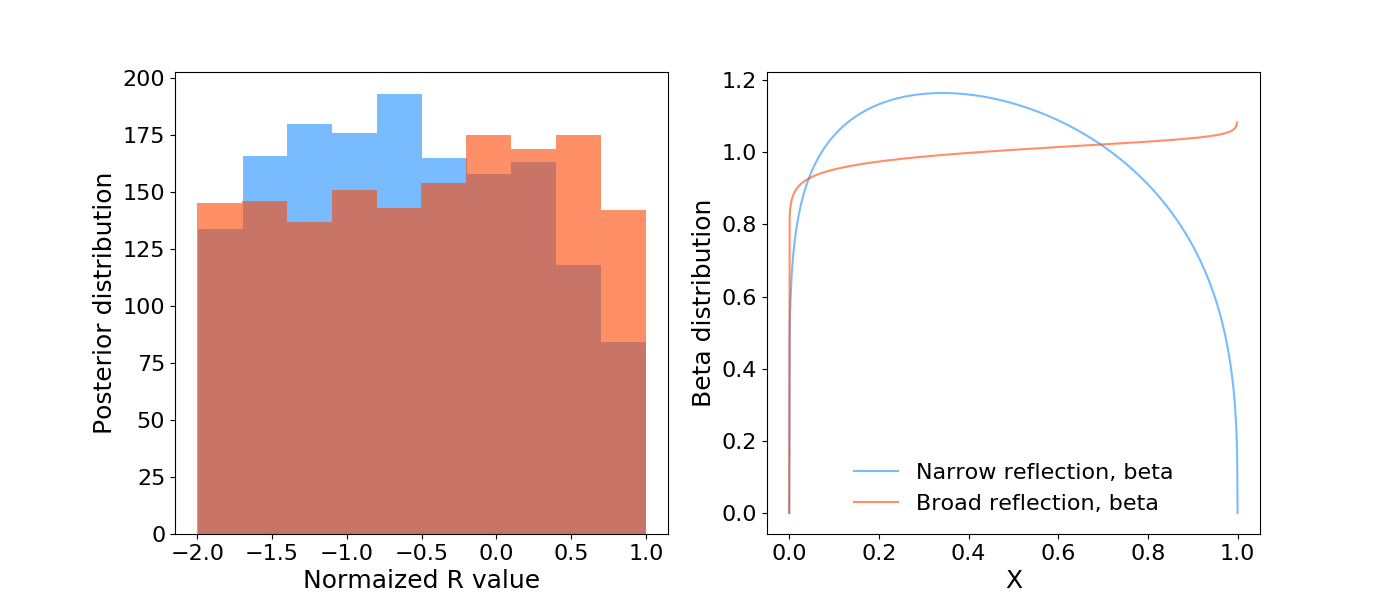 200
175
150
125
100
75
50
25
0
Posterior distribution
−2.0 −1.5 −1.0 −0.5 0.0 0.5 1.0
Normaized R value
1.2
1.0
0.8
0.6
0.4
0.2
0.0
Beta distribution
Narrow reflection, beta
Broad reflection, beta
0.0 0.2 0.4 0.6 0.8 1.0
X